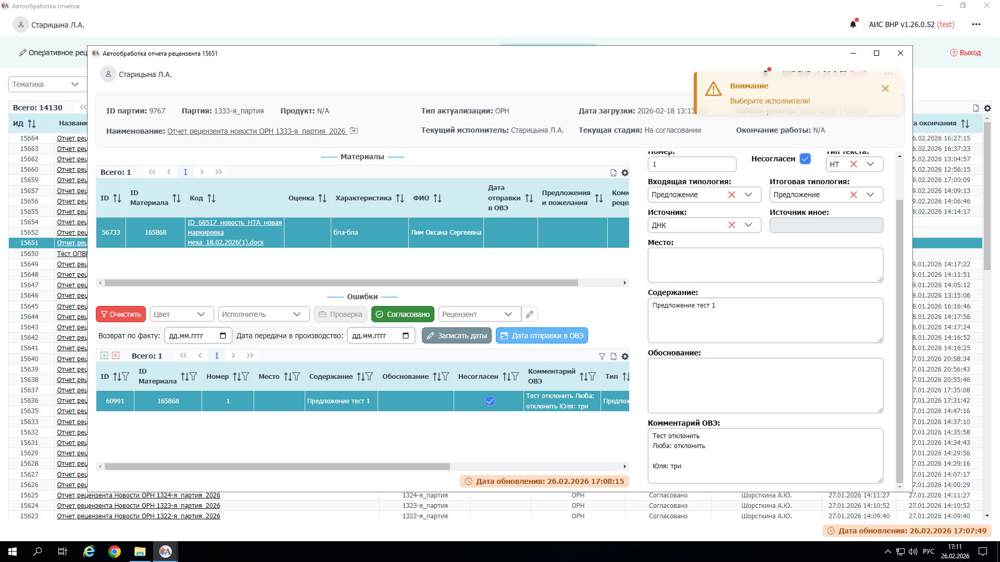 Автообработка отчетов
Старицына Л.А.
АИС ВНР v1.26.0.52 (test)
Оперативное рец
Выход
Тематика
Всего: 14130
ИД
Названи
а окончания
15664 Отчет рец 6.02.2026 16:27:15
15663 Отчет рец 6.02.2026 16:37:23
15662 Отчет рец 5.02.2026 13:04:57
15660 Отчет рец 5.02.2026 12:56:15
15659 Отчет рец 9.02.2026 17:00:09
15657 Отчет рец 9.02.2026 14:09:13
15656 Отчет рец 9.02.2026 14:06:46
15655 Отчет рец 9.02.2026 14:14:17
15654 Отчет рец
15652 Отчет рец
15651 Отчет рец
15650 Тест ОПВ
15649 Отчет рец 9.01.2026 14:17:22
15648 Отчет рец 9.01.2026 14:11:51
15647 Отчет рец 9.01.2026 14:05:12
15646 Отчет рец 9.01.2026 13:15:06
15645 Отчет рец 8.01.2026 16:16:46
15644 Отчет рец 8.01.2026 14:17:56
15643 Отчет рец 8.01.2026 14:17:24
15642 Отчет рец 8.01.2026 14:16:52
15641 Отчет рец 8.01.2026 14:16:25
15640 Отчет рец 7.01.2026 20:58:34
15639 Отчет рец 7.01.2026 20:56:43
15638 Отчет рец 7.01.2026 20:55:46
15637 Отчет рец 7.01.2026 17:35:08
15636 Отчет рец 7.01.2026 17:31:42
15635 Отчет рец 7.01.2026 14:47:16
15633 Отчет рец 7.01.2026 14:37:10
15632 Отчет рец 7.01.2026 14:35:58
15631 Отчет рец 7.01.2026 14:34:43
15629 Отчет рец 7.01.2026 14:29:56
15628 Отчет рец 7.01.2026 14:29:16
15627 Отчет рец 7.01.2026 14:07:17
15626 Отчет рец 7.01.2026 14:00:29
15625 Отчет рецензента Новости ОРН 1324-я_партия_2026 1324-я_партия ОРН Согласовано Шорсткина А.Ю. 27.01.2026 14:11:27 27.01.2026 14:11:27
15624 Отчет рецензента Новости ОРН 1323-я_партия_2026 1323-я_партия ОРН Согласовано Шорсткина А.Ю. 27.01.2026 14:10:52 27.01.2026 14:10:52
15623 Отчет рецензента Новости ОРН 1322-я_партия_2026 1322-я_партия ОРН Согласовано Шорсткина А.Ю. 27.01.2026 14:09:40 27.01.2026 14:09:40
Дата обновления: 26.02.2026 17:07:49
Автообработка отчета рецензента 15651
Старицына Л.А.
АИС ВНР v1.26.0.52 (test)
Внимание
Выберите исполнителя!
ID партии: 9767 Партия: 1333-я_партия Продукт: N/A Тип актуализации: ОРН Дата загрузки: 2026-02-18 13:13:28 Начало работы: 2026-02-26 17:07:04
Наименование: Отчет рецензента новости ОРН 1333-я_партия_2026 Текущий исполнитель: Старицына Л.А. Текущая стадия: На согласовании Окончание работы: N/A
Материалы
Всего: 1 1
ID
ID Материала
Код
Оценка
Характеристика
ФИО
Дата отправки в ОВЭ
Предложения и пожелания
Комм
реце
56733
165868
ID_68517_новость_НТА_новая
маркировка
меха_18.02.2026(1).docx
бла-бла
Лим Оксана Сергеевна
Ошибки
Очистить Цвет Исполнитель Проверка Согласовано Рецензент
Возврат по факту: дд.мм.гггг Дата передачи в производство: дд.мм.гггг Записать даты Дата отправки в ОВЭ
Всего: 1 1
ID
ID Материала
Номер
Место
Содержание
Обоснование
Несогласен
Комментарий ОВЭ
Тип
60991
165868
1
Предложение тест 1
Тест отклонить Люба:
отклонить Юля: три
Предлож
Дата обновления: 26.02.2026 17:08:15
Номер: Несогласен Тип текста:
1 НТ
Входящая типология: Итоговая типология:
Предложение Предложение
Источник: Источник иное:
ДНК
Место:
Содержание:
Предложение тест 1
Обоснование:
Комментарий ОВЭ:
Тест отклонить
Люба: отклонить
Юля: три
РУС
17:11
26.02.2026